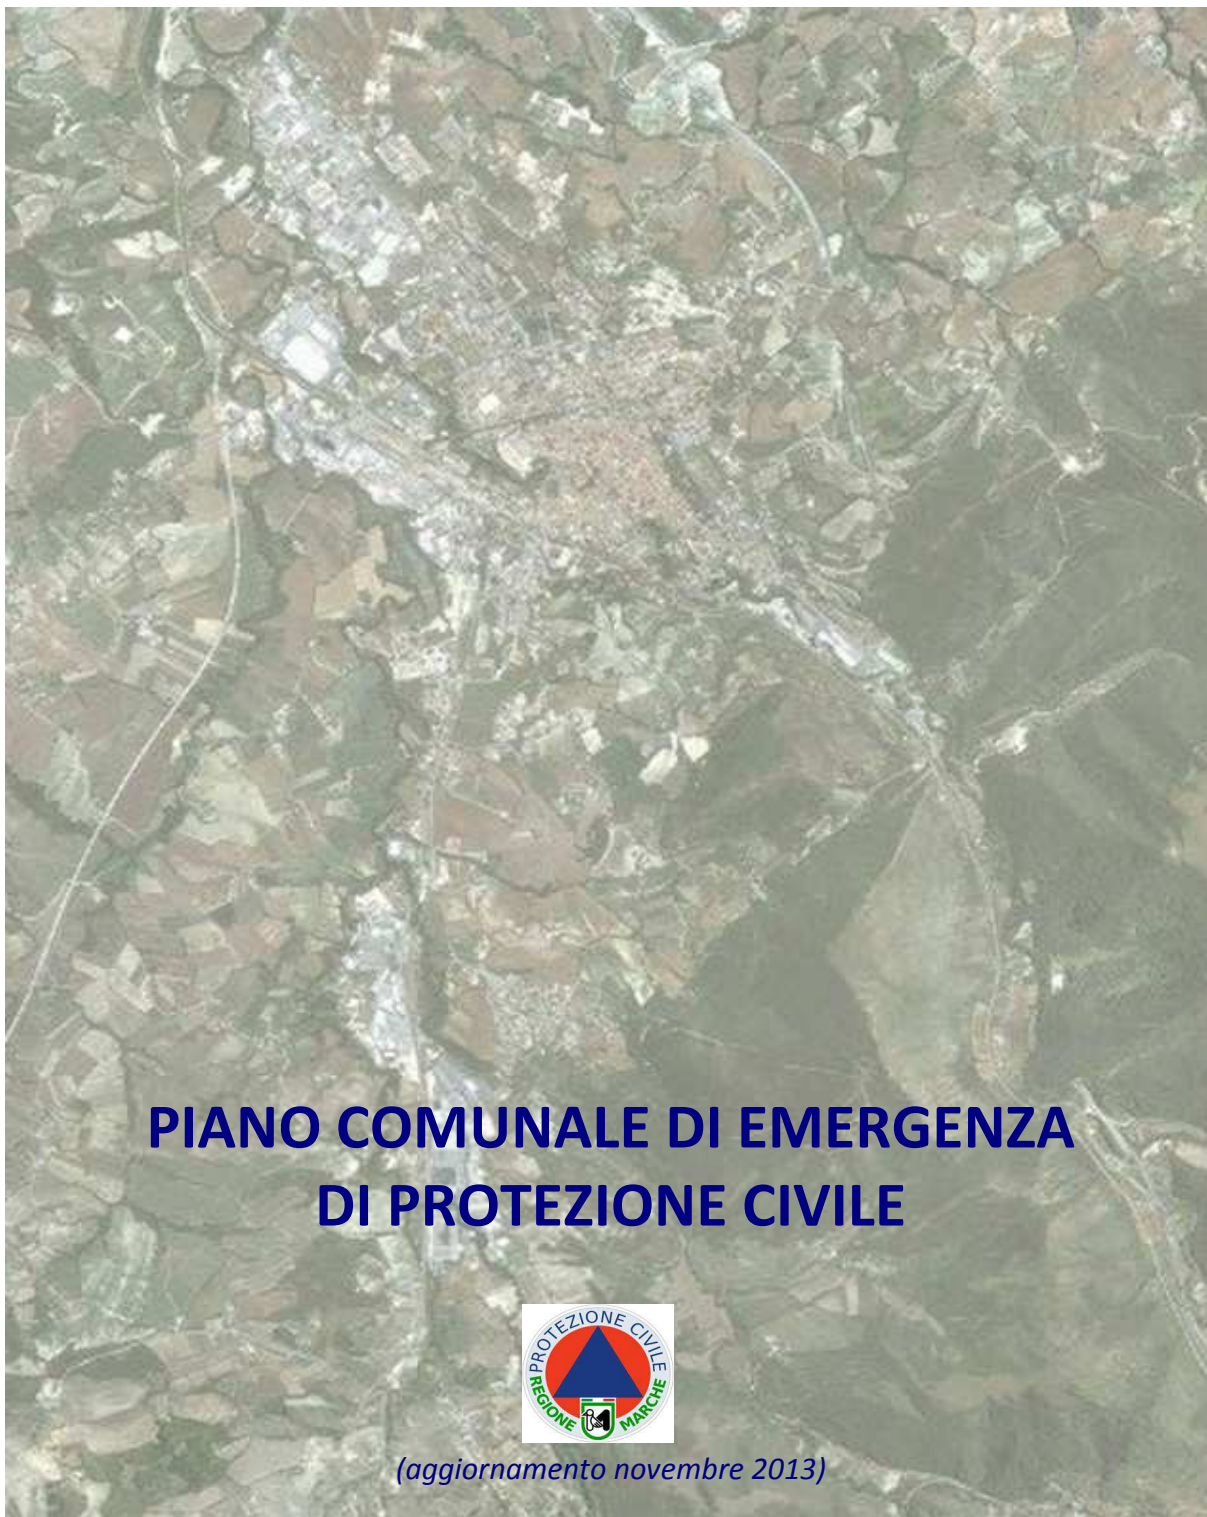 PIANO COMUNALE DI EMERGENZA
DI PROTEZIONE CIVILE
PROTEZIONE CIVILE
REGIONE MARCHE
(aggiornamento novembre 2013)